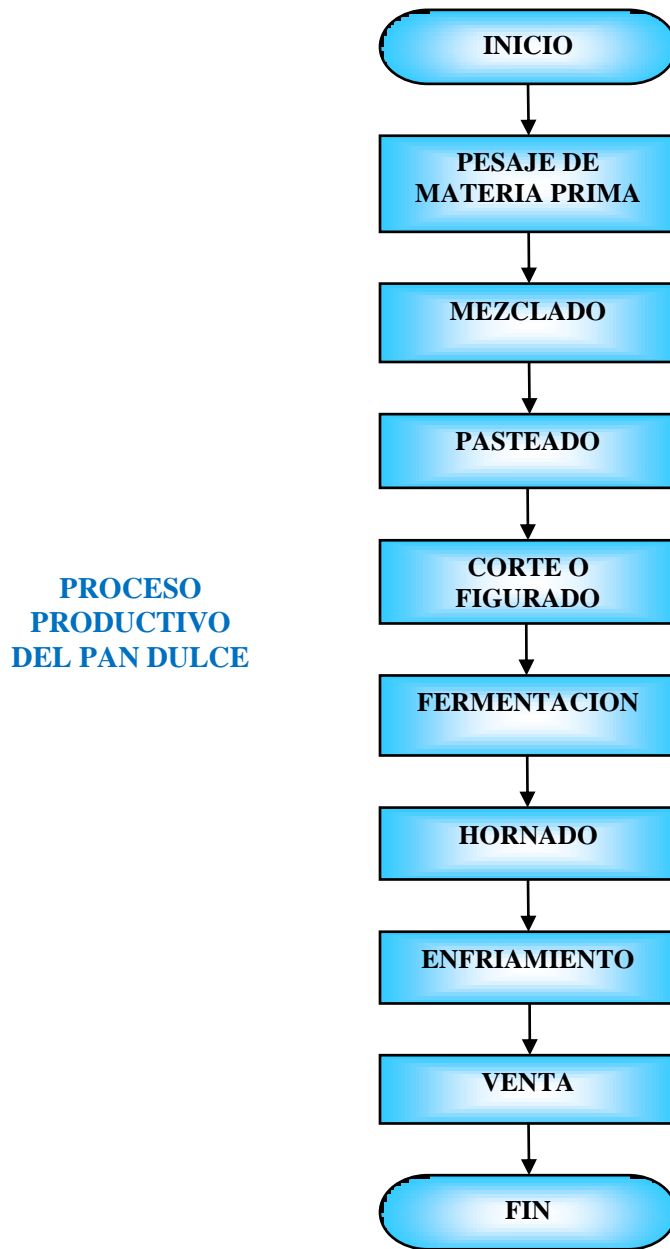 INICIO
PESAJE DE
MATERIA PRIMA
MEZCLADO
PASTEADO
CORTE O
FIGURADO
PROCESO
PRODUCTIVO
DEL PAN DULCE
FERMENTACION
HORNADO
ENFRIAMIENTO
VENTA
FIN